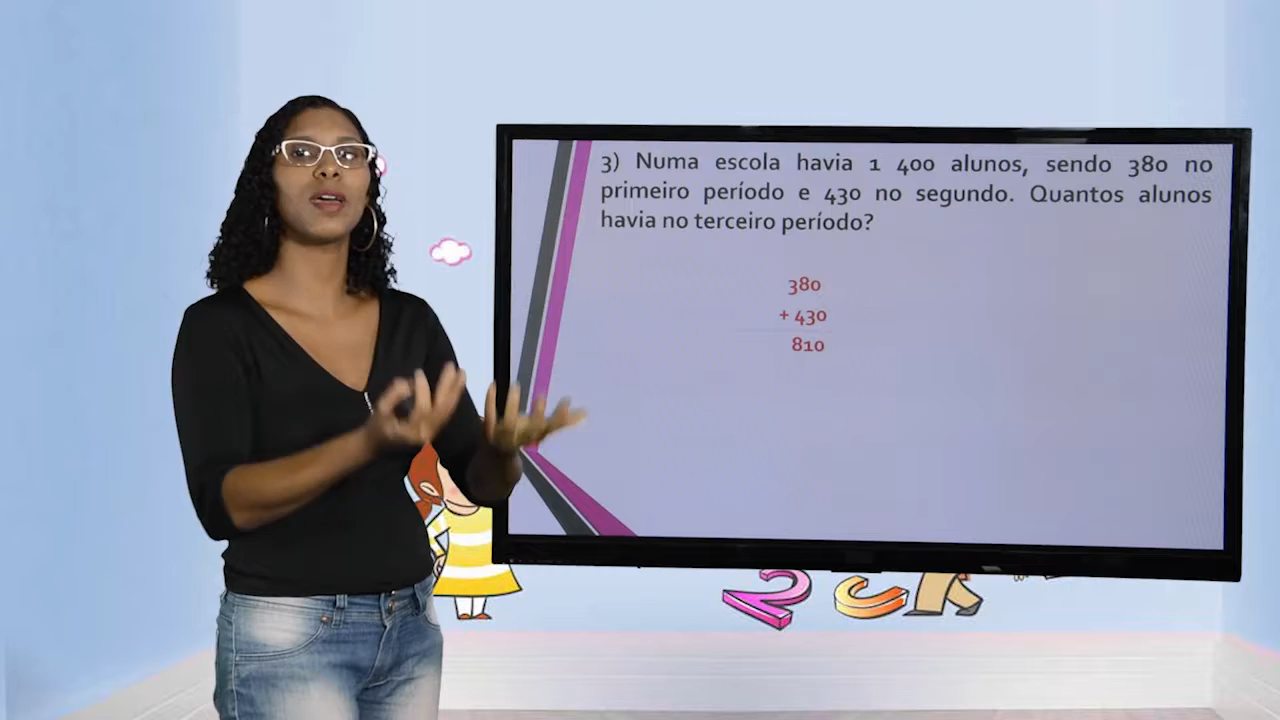 3) Numa escola havia 1 400 alunos, sendo 380 no
primeiro período e 430 no segundo. Quantos alunos
havia no terceiro período?
380
+ 430
810